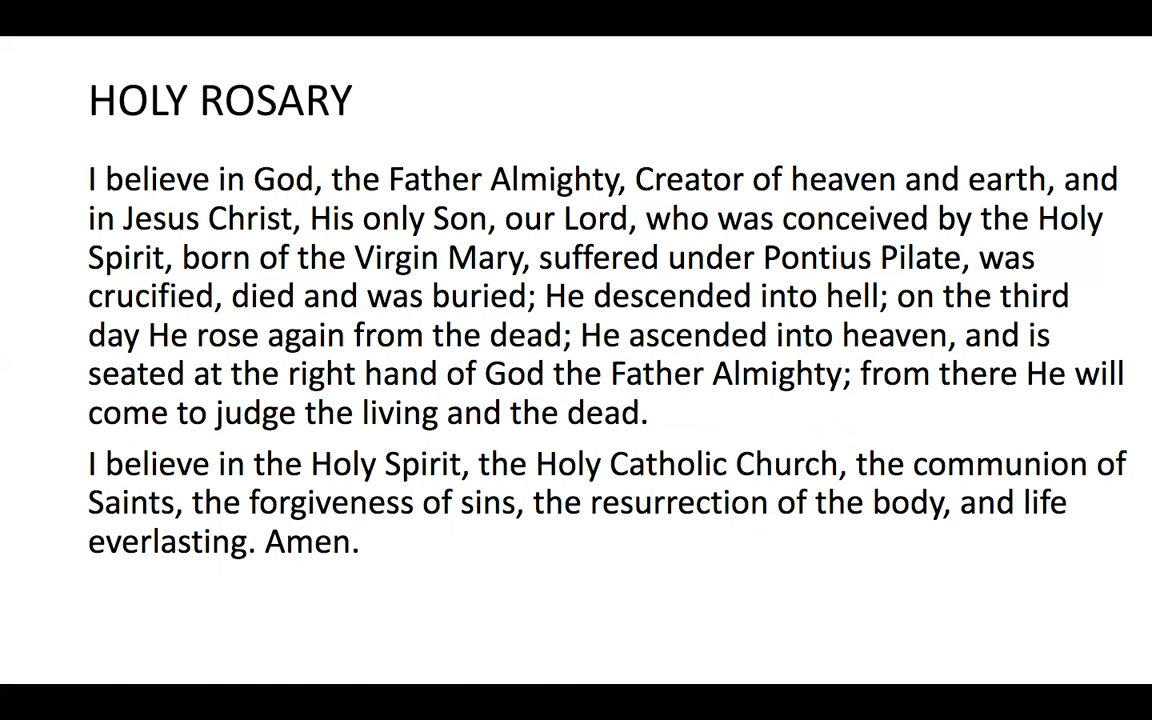 HOLY ROSARY
I believe in God, the Father Almighty, Creator of heaven and earth, and
in Jesus Christ, His only Son, our Lord, who was conceived by the Holy
Spirit, born of the Virgin Mary, suffered under Pontius Pilate, was
crucified, died and was buried; He descended into hell; on the third
day He rose again from the dead; He ascended into heaven, and is
seated at the right hand of God the Father Almighty; from there He will
come to judge the living and the dead.
I believe in the Holy Spirit, the Holy Catholic Church, the communion of
Saints, the forgiveness of sins, the resurrection of the body, and life
everlasting. Amen.